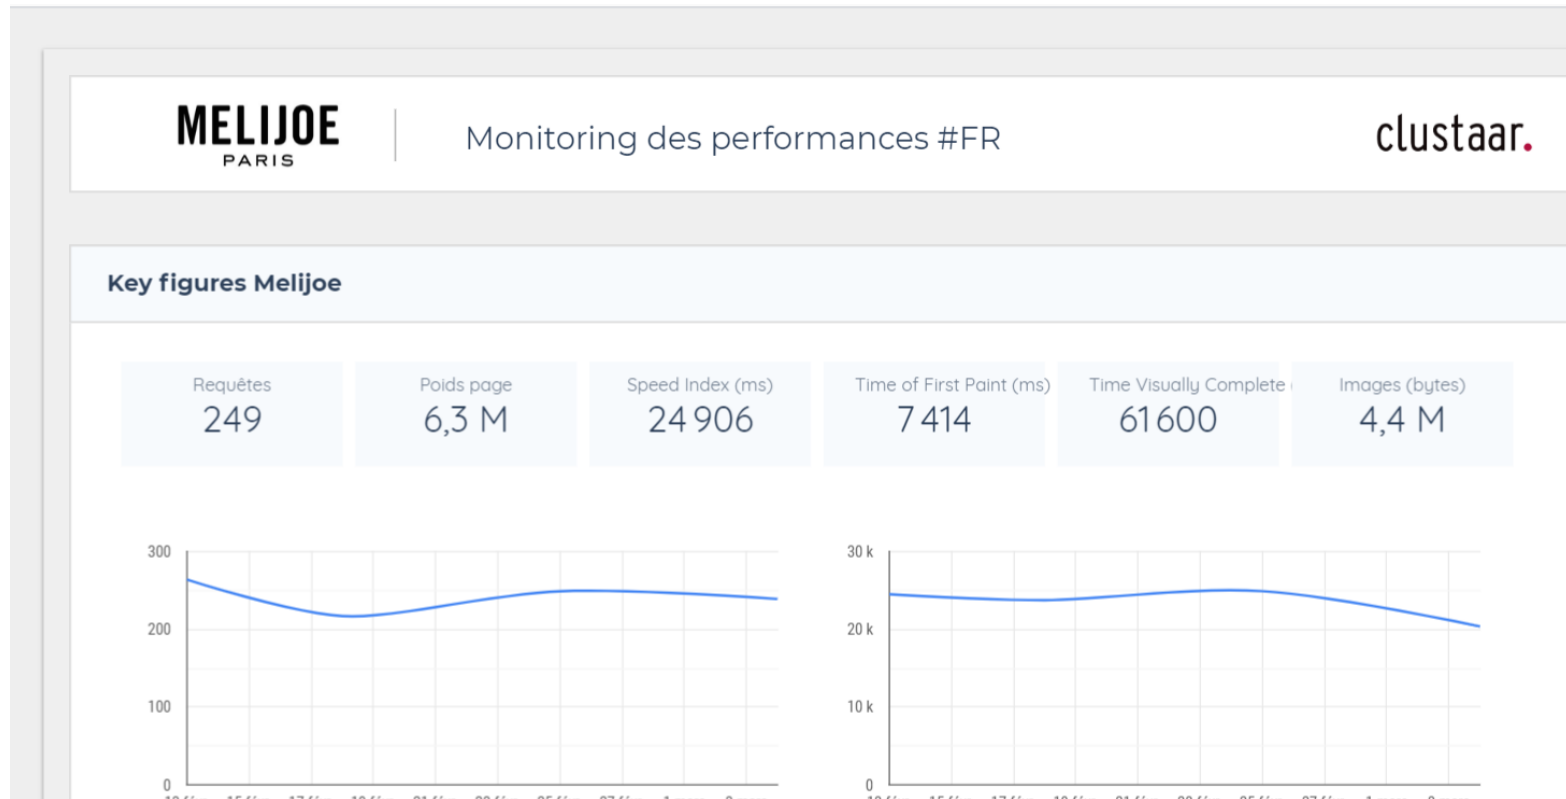 MELIJOE
PARIS
Monitoring des performances #FR
clustaar.
Key figures Melijoe
Requêtes
249
Poids page
6,3 M
Speed Index (ms)
24 906
Time of First Paint (ms)
7 414
Time Visually Complete
61 600
Images (bytes)
4,4 M
300
200
100
0
30 k
20 k
10 k
0